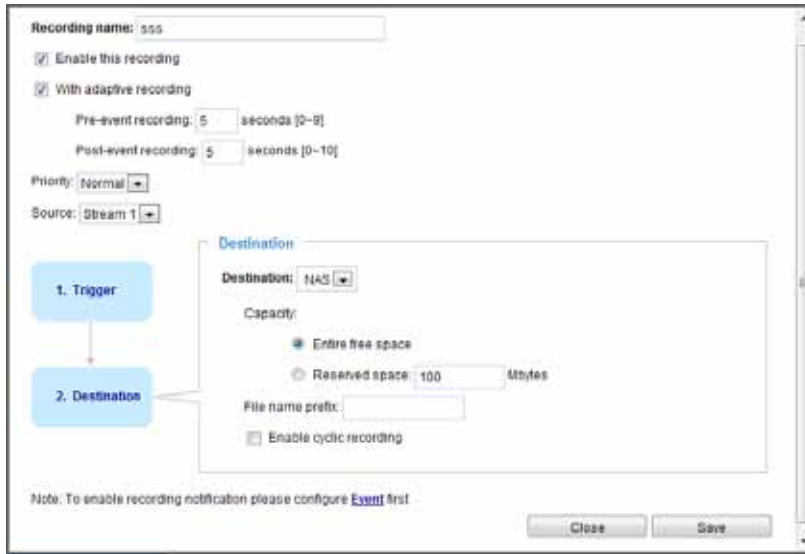 Recording name: sss
Enable this recording
With adaptive recording
Pre-event recording: 5 seconds [0~9]
Post-event recording: 5 seconds [0~10]
Priority: Normal
Source: Stream 1
1. Trigger
2. Destination
Destination
Destination: NAS
Capacity:
Entire free space
Reserved space: 100 Mbytes
File name prefix:
Enable cyclic recording
Note: To enable recording notification please configure Event first
Close Save